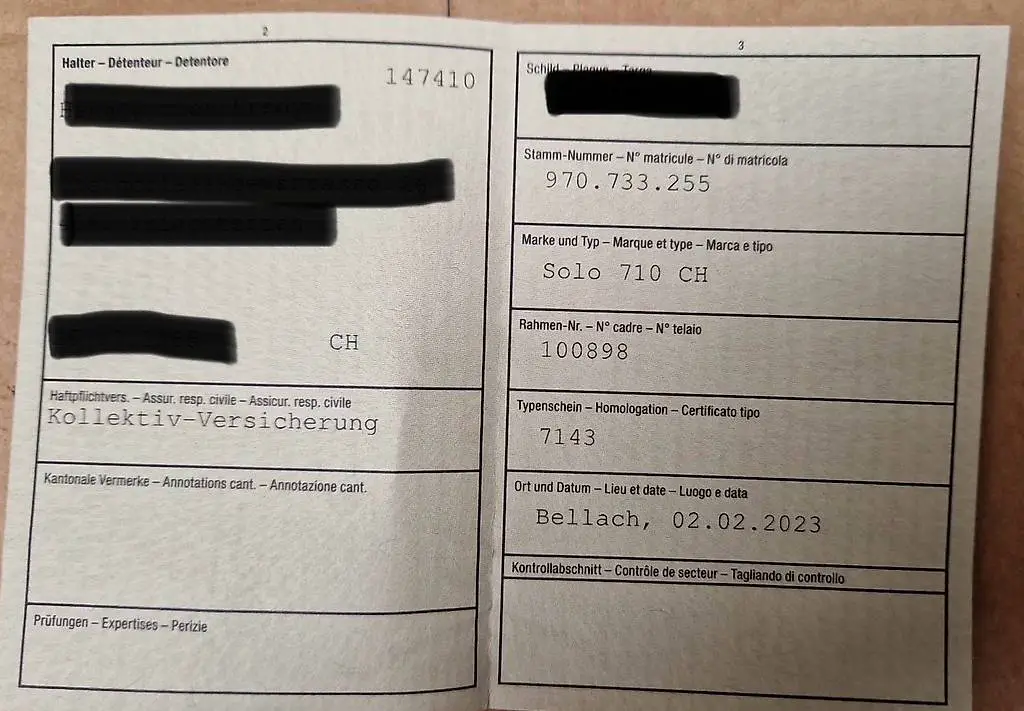 2
Halter – Détenteur – Detentore
147410
CH
Haftpflichtvers. – Assur. resp. civile – Assicur. resp. civile
Kollektiv-Versicherung
Kantonale Vermerke – Annotations cant. – Annotazione cant.
Prüfungen – Expertises – Perizie
3
Schild – Plaque – Targa
Stamm-Nummer – N° matricule – N° di matricola
970.733.255
Marke und Typ – Marque et type – Marca e tipo
Solo 710 CH
Rahmen-Nr. – N° cadre – N° telaio
100898
Typenschein – Homologation – Certificato tipo
7143
Ort und Datum – Lieu et date – Luogo e data
Bellach, 02.02.2023
Kontrollabschnitt – Contrôle de secteur – Tagliando di controllo